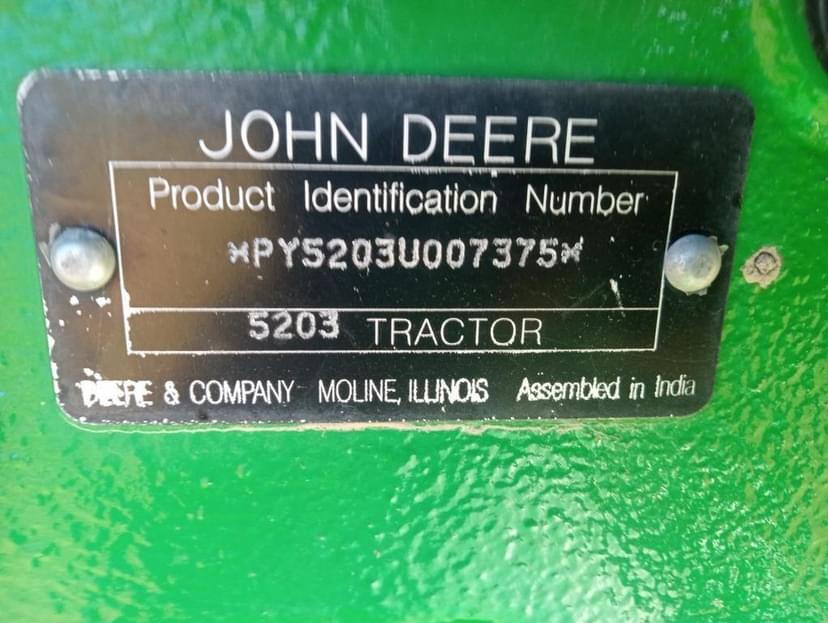 JOHN DEERE
Product Identification Number
*PY5203U007375*
5203 TRACTOR
DEERE & COMPANY MOLINE, ILLINOIS Assembled in India